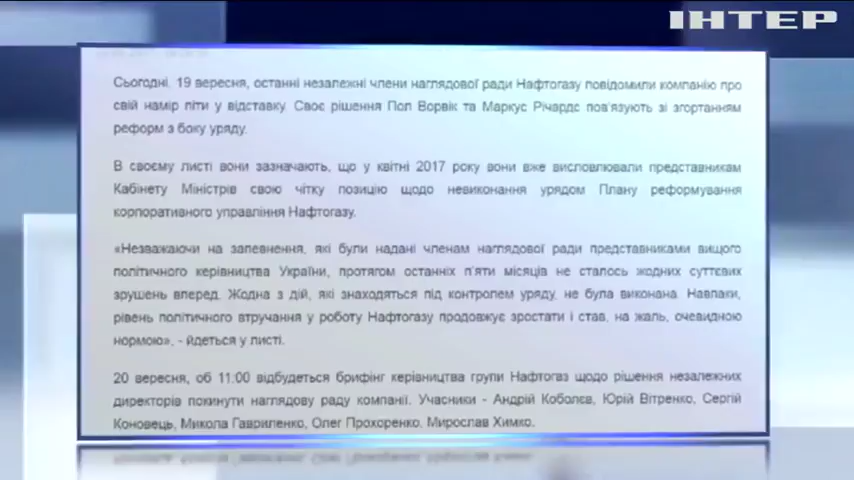 ІНТЕР
Сьогодні, 19 вересня, останні незалежні члени наглядової ради Нафтогазу повідомили компанію про
свій намір піти у відставку. Своє рішення Пол Ворвік та Маркус Річардс пов'язують зі згортанням
реформ з боку уряду.
В своєму листі вони зазначають, що у квітні 2017 року вони вже висловлювали представникам
Кабінету Міністрів свою чітку позицію щодо невиконання урядом Плану реформування
корпоративного управління Нафтогазу.
«Незважаючи на запевнення, які були надані членам наглядової ради представниками вищого
політичного керівництва України, протягом останніх п'яти місяців не сталось жодних суттєвих
зрушень вперед. Жодна з дій, які знаходяться під контролем уряду, не була виконана. Навпаки,
рівень політичного втручання у роботу Нафтогазу продовжує зростати і став, на жаль, очевидною
нормою», - йдеться у листі.
20 вересня, об 11:00 відбудеться брифінг керівництва групи Нафтогаз щодо рішення незалежних
директорів покинути наглядову раду компанії. Учасники - Андрій Коболєв, Юрій Вітренко, Сергій
Коновець, Микола Гавриленко, Олег Прохоренко, Мирослав Химко.